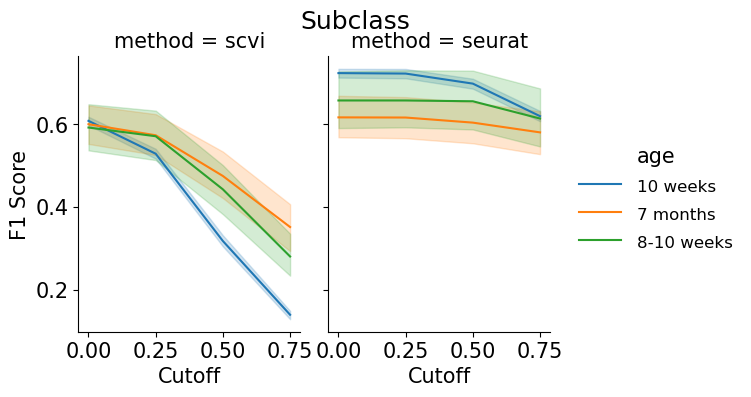 Subclass
method = scvi
method = seurat
F1 Score
0.6
0.4
0.2
0.00 0.25 0.50 0.75
0.00 0.25 0.50 0.75
Cutoff
Cutoff
age
10 weeks
7 months
8-10 weeks